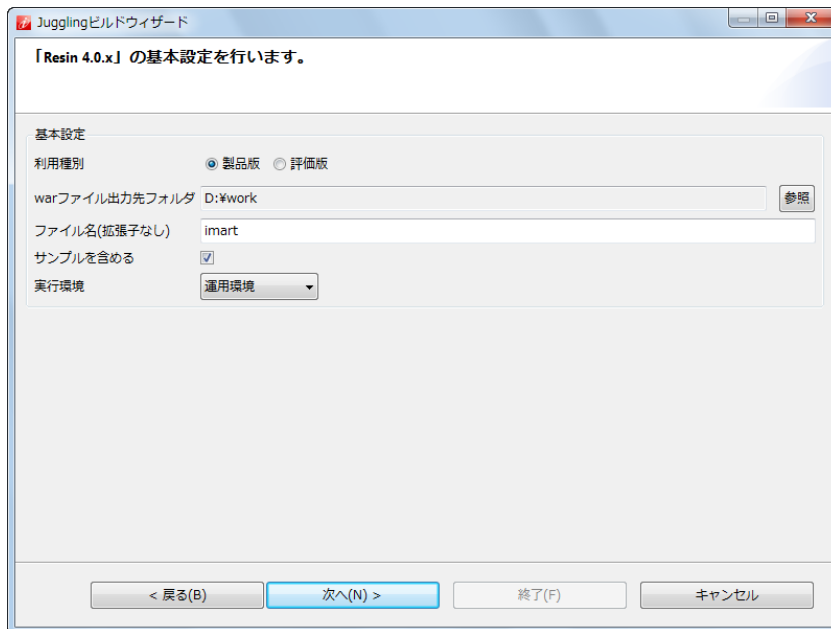 Jugglingビルドウィザード
「Resin 4.0.x」の基本設定を行います。
基本設定
利用種別 製品版 評価版
warファイル出力先フォルダ D:¥work 参照
ファイル名(拡張子なし) imart
サンプルを含める
実行環境 運用環境
< 戻る(B) 次へ(N) > 終了(F) キャンセル